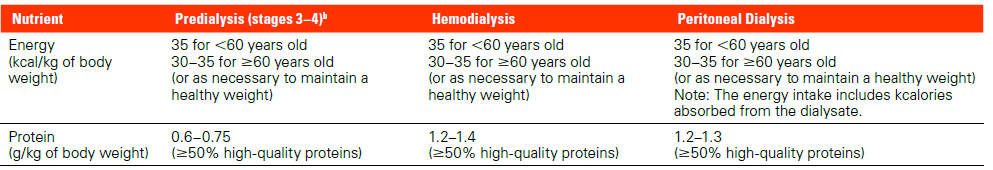 Nutrient Predialysis (stages 3–4)ᵇ Hemodialysis Peritoneal Dialysis
Energy 35 for <60 years old 35 for <60 years old 35 for <60 years old
(kcal/kg of body 30–35 for ≥60 years old 30–35 for ≥60 years old 30–35 for ≥60 years old
weight) (or as necessary to maintain a (or as necessary to maintain a (or as necessary to maintain a healthy weight)
healthy weight) healthy weight) Note: The energy intake includes kcalories
absorbed from the dialysate.
Protein 0.6–0.75 1.2–1.4 1.2–1.3
(g/kg of body weight) (≥50% high-quality proteins) (≥50% high-quality proteins) (≥50% high-quality proteins)